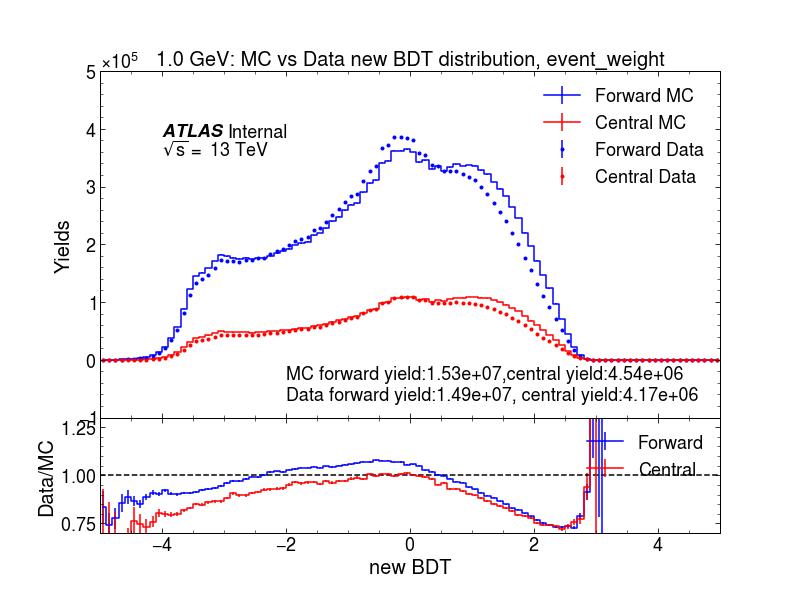 ×10⁵ 1.0 GeV: MC vs Data new BDT distribution, event_weight
5
4
3
2
1
0
−1
Yields
ATLAS Internal
√s = 13 TeV
Forward MC
Central MC
Forward Data
Central Data
MC forward yield:1.53e+07,central yield:4.54e+06
Data forward yield:1.49e+07, central yield:4.17e+06
1.25
1.00
0.75
Data/MC
Forward
Central
−4 −2 0 2 4
new BDT